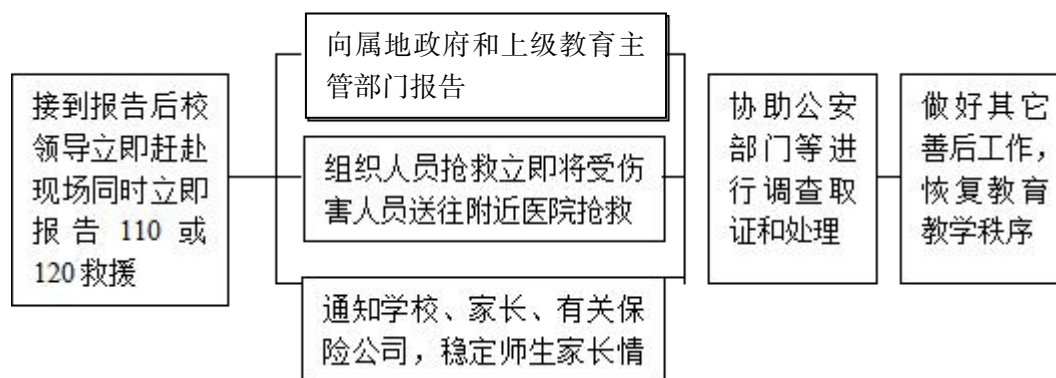 接到报告后校
领导立即赶赴
现场同时立即
报告 110 或
120 救援
向属地政府和上级教育主
管部门报告
组织人员抢救立即将受伤
害人员送往附近医院抢救
通知学校、家长、有关保
险公司，稳定师生家长情
协助公安
部门等进
行调查取
证和处理
做好其它
善后工作，
恢复教育
教学秩序